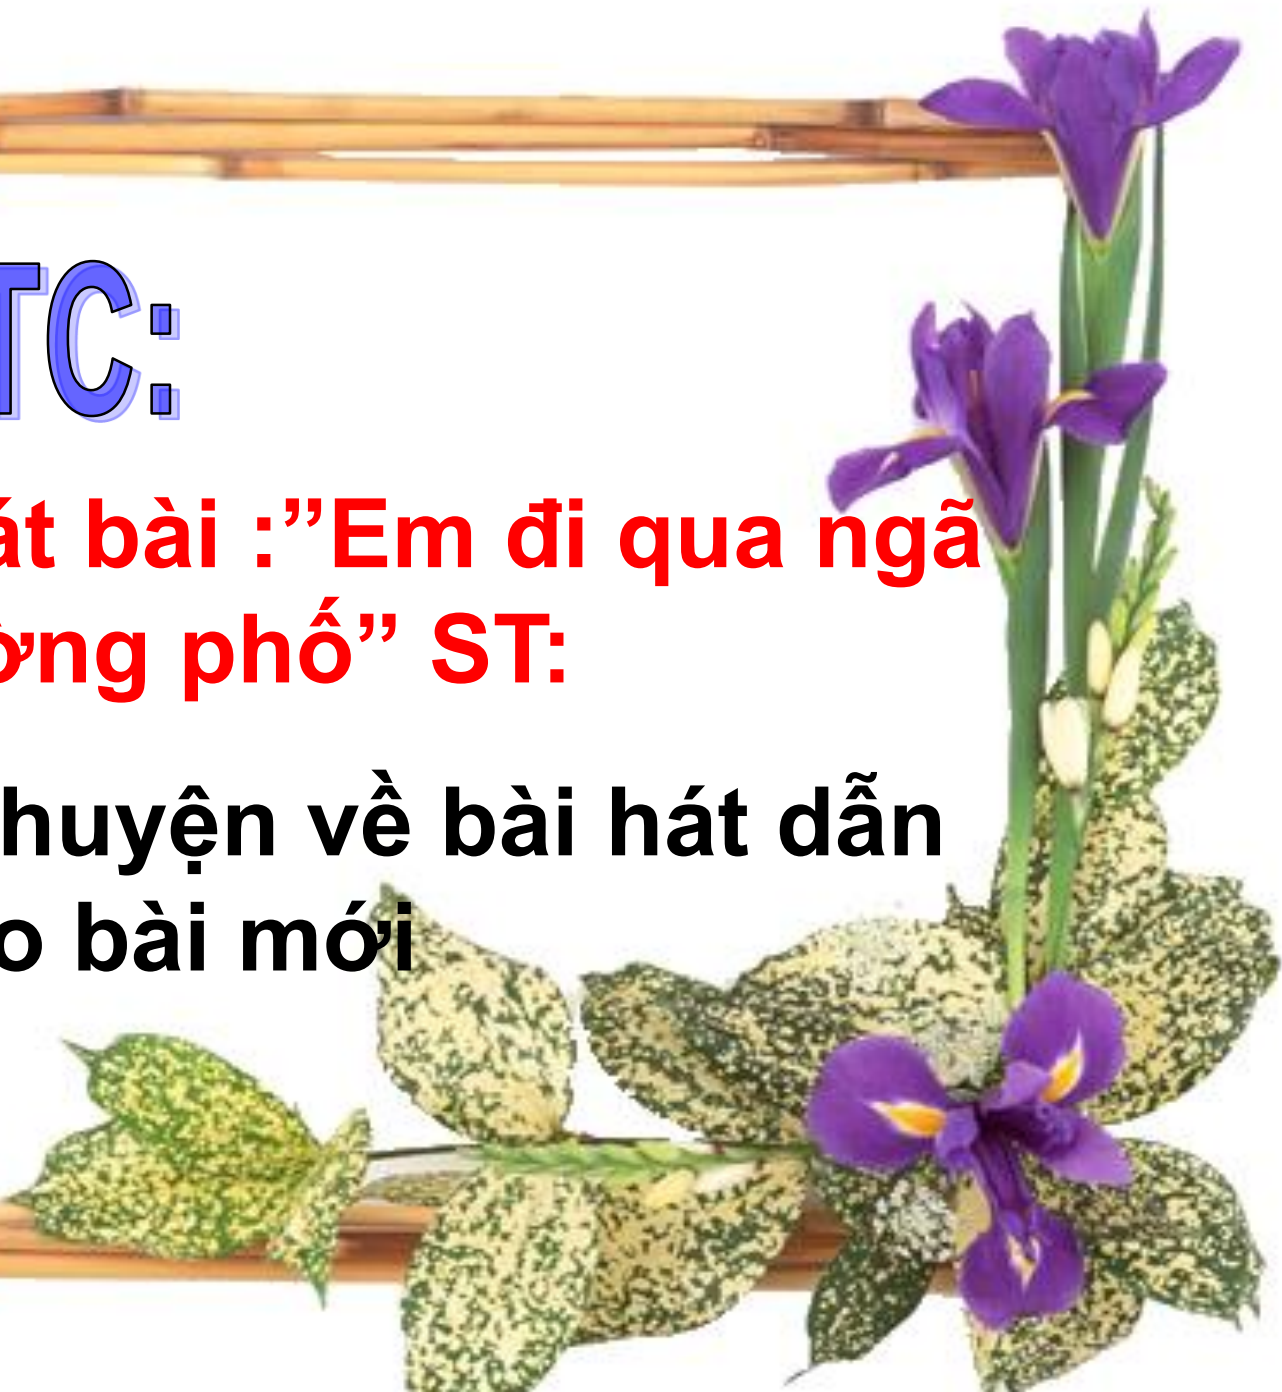 TC:
át bài :”Em đi qua ngã
ờng phố” ST:
huyện về bài hát dẫn
o bài mới